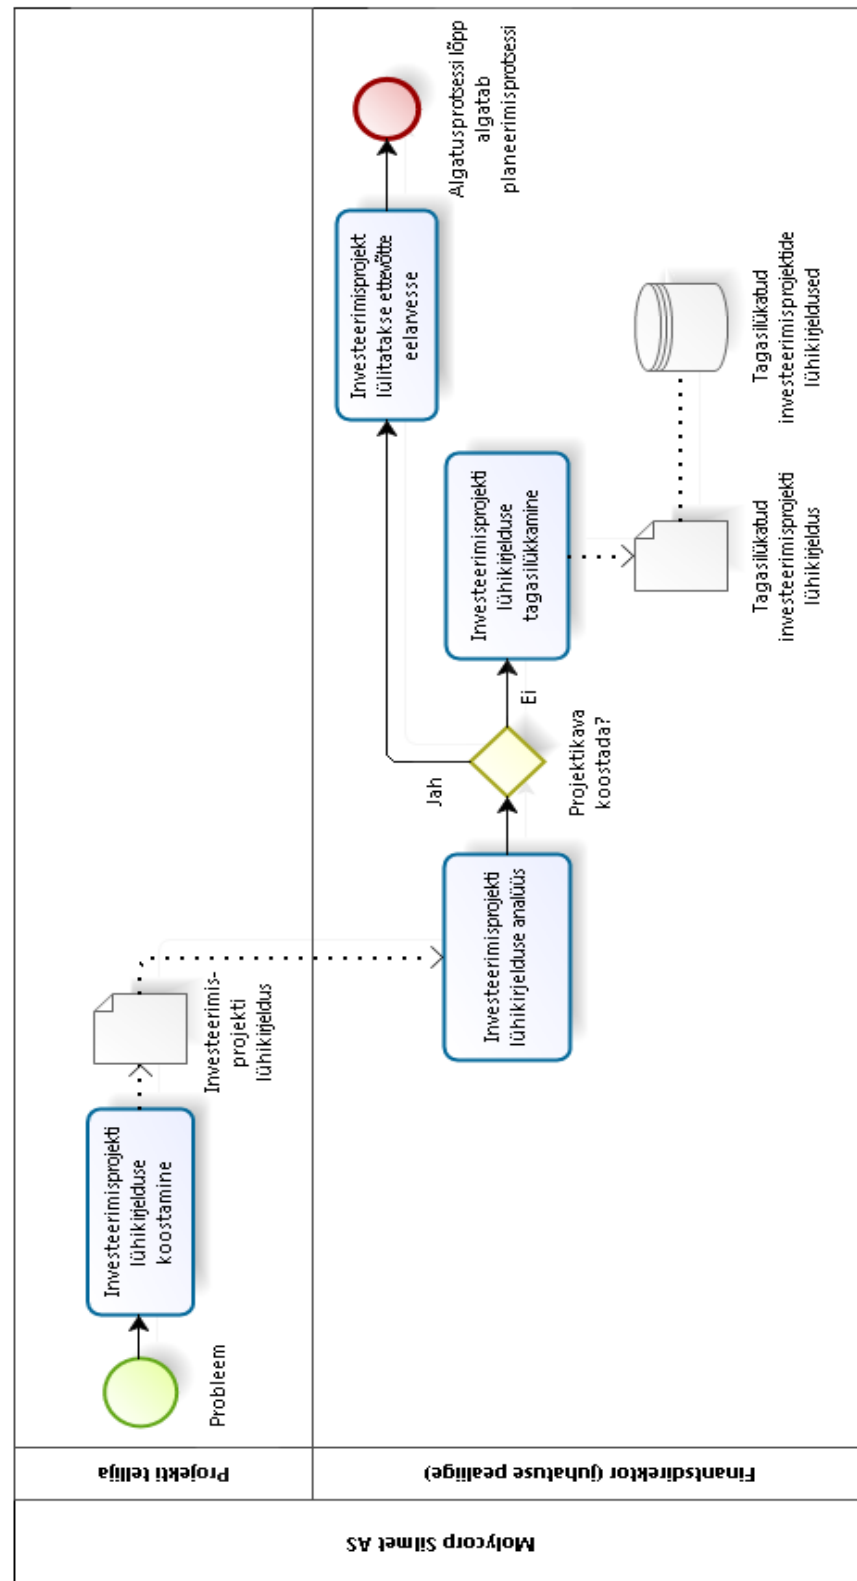 Molycorp Silmet AS
Projekti tellija
Probleem
Investeerimisprojekti
lühikirjelduse
koostamine
Investeerimis-
projekti
lühikirjeldus
Finantsdirektor (juhatuse pealiige)
Investeerimisprojekti
lühikirjelduse analüüs
Projektikava
koostada?
Jah
Ei
Investeerimisprojekt
lülitatakse ettevõtte
eelarvesse
Algatusprotsessi lõpp
algatab
planeerimisprotsessi
Investeerimisprojekti
lühikirjelduse
tagasilükkamine
Tagasilükatud
investeerimisprojekti
lühikirjeldus
Tagasilükatud
investeerimisprojektide
lühikirjeldused